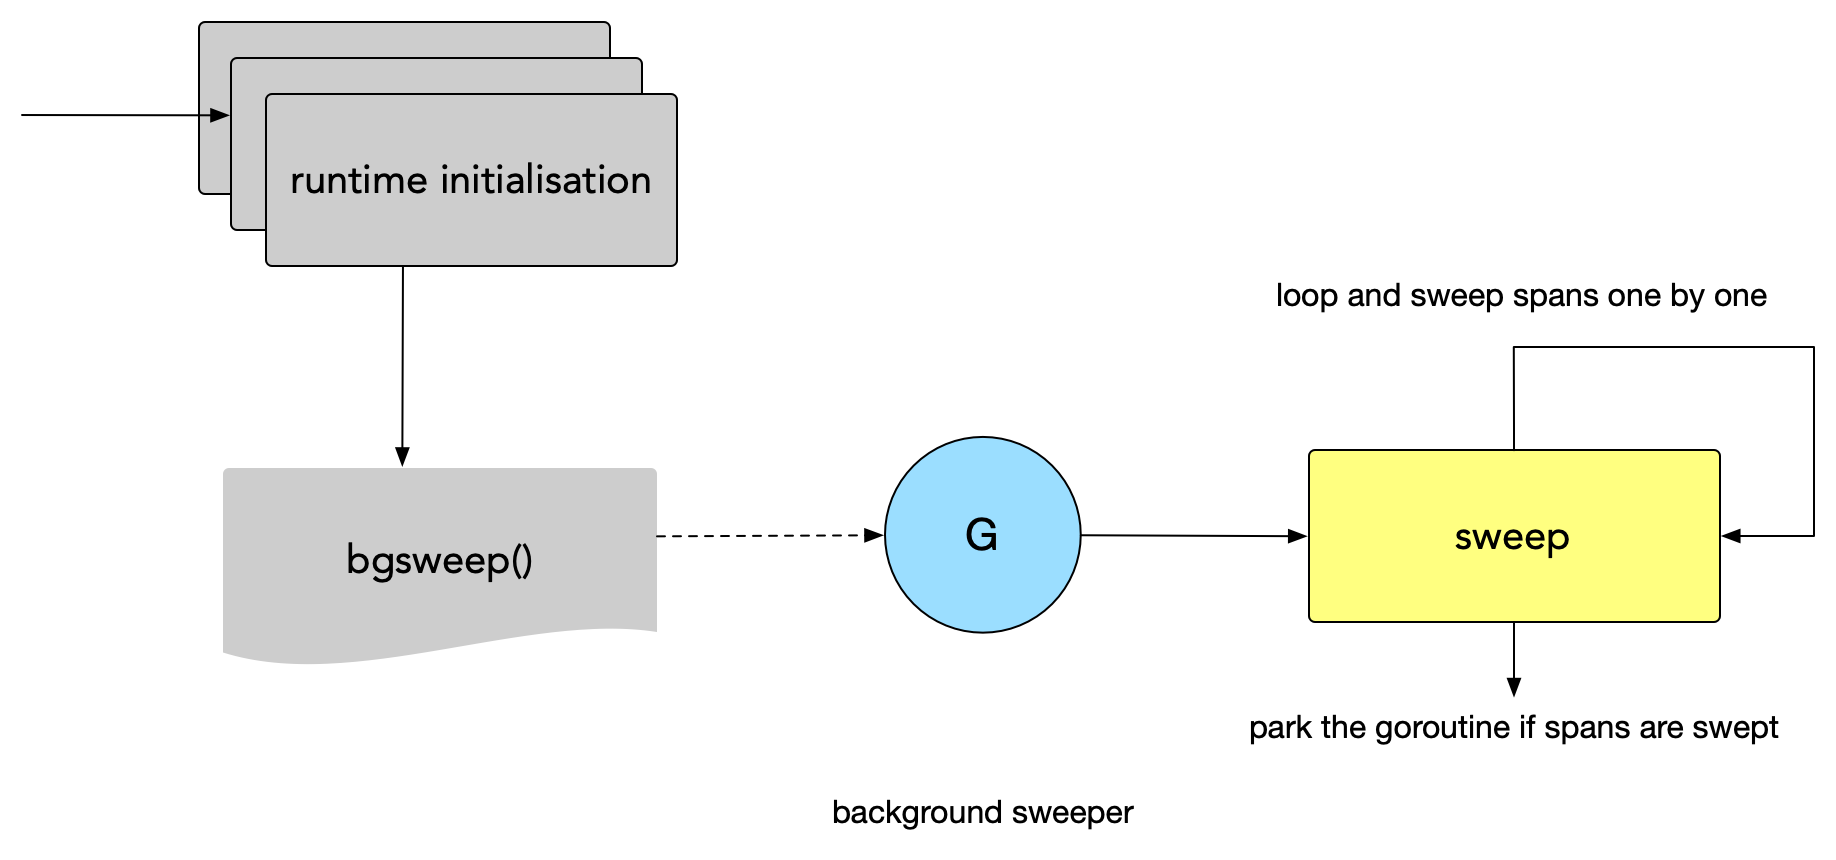 runtime initialisation
loop and sweep spans one by one
bgsweep()
G
sweep
park the goroutine if spans are swept
background sweeper